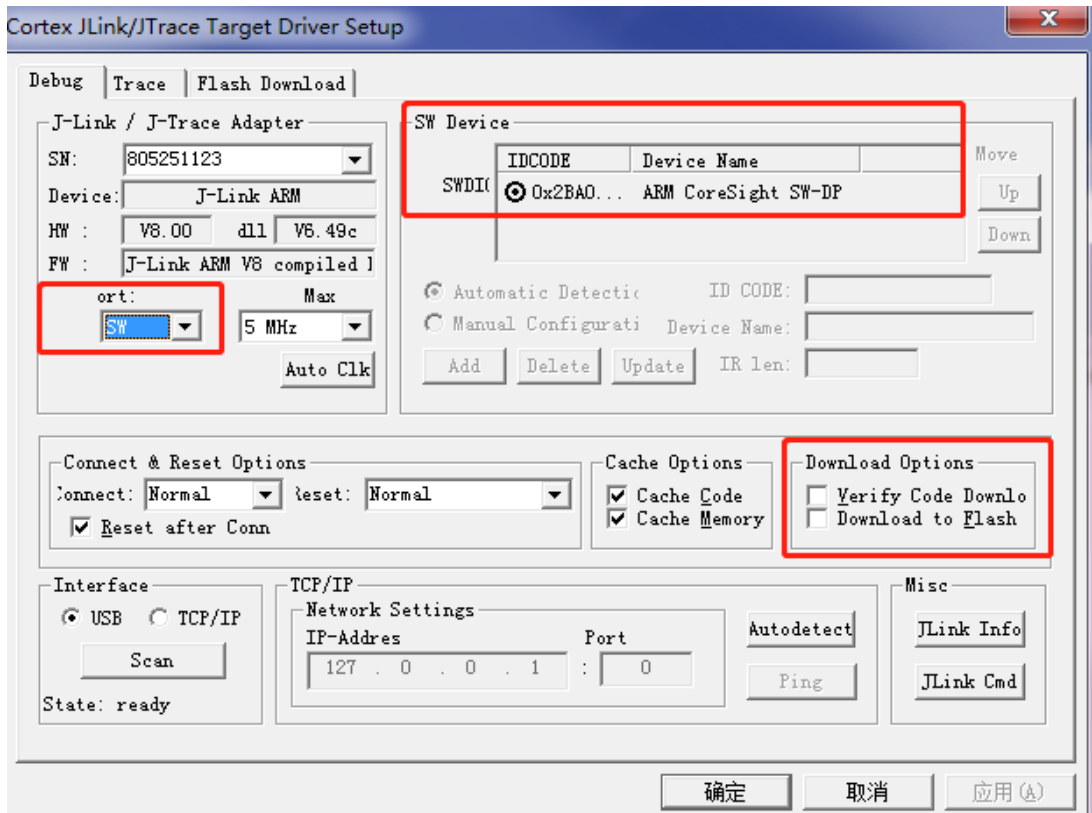 Cortex JLink/JTrace Target Driver Setup
Debug
Trace
Flash Download
J-Link / J-Trace Adapter
SN:
805251123
Device:
J-Link ARM
HW :
V8.00
dll
V6.49c
FW :
J-Link ARM V8 compiled
ort:
Max
SW
5 MHz
Auto Clk
SW Device
IDCODE
Device Name
SWDI(
0x2BA0...
ARM CoreSight SW-DP
Move
Up
Down
Automatic Detectic
ID CODE:
Manual Configurati
Device Name:
Add
Delete
Update
IR len:
Connect & Reset Options
Connect:
Normal
Reset:
Normal
Reset after Conn
Cache Options
Cache Code
Cache Memory
Download Options
Verify Code Downlo
Download to Flash
Interface
USB
TCP/IP
Scan
State: ready
TCP/IP
Network Settings
IP-Addres
Port
127 . 0 . 0 . 1
:
0
Autodetect
Ping
Misc
JLink Info
JLink Cmd
确定
取消
应用(A)